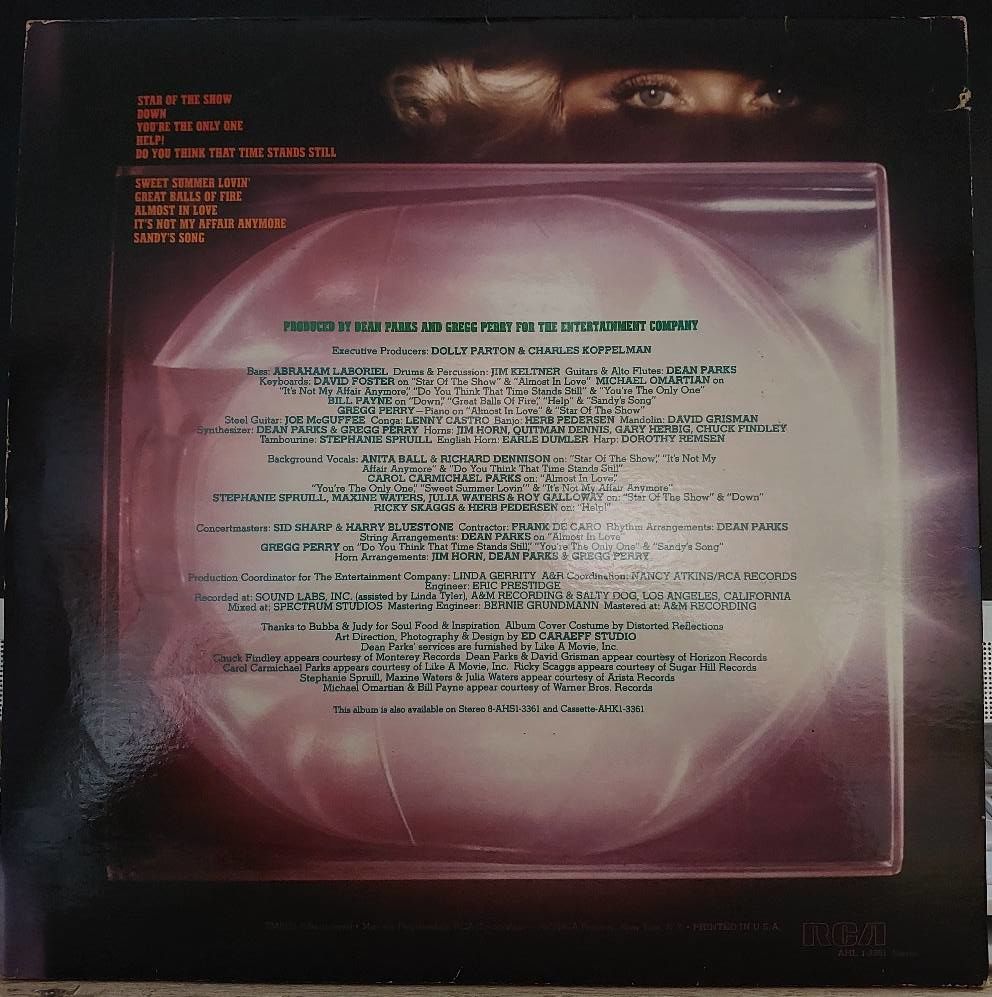 STAR OF THE SHOW
DOWN
YOU'RE THE ONLY ONE
HELP!
DO YOU THINK THAT TIME STANDS STILL
SWEET SUMMER LOVIN'
GREAT BALLS OF FIRE
ALMOST IN LOVE
IT'S NOT MY AFFAIR ANYMORE
SANDY'S SONG
PRODUCED BY DEAN PARKS AND GREGG PERRY FOR THE ENTERTAINMENT COMPANY
Executive Producers: DOLLY PARTON & CHARLES KOPPELMAN
Bass: ABRAHAM LABORIEL Drums & Percussion: JIM KELTNER Guitars & Alto Flutes: DEAN PARKS
Keyboards: DAVID FOSTER on "Star Of The Show" & "Almost In Love" MICHAEL OMARTIAN on
"It's Not My Affair Anymore," "Do You Think That Time Stands Still" & "You're The Only One"
BILL PAYNE on "Down," "Great Balls Of Fire," "Help" & "Sandy's Song"
GREGG PERRY—Piano on "Almost In Love" & "Star Of The Show"
Steel Guitar: JOE McGUFFEE Conga: LENNY CASTRO Banjo: HERB PEDERSEN Mandolin: DAVID GRISMAN
Synthesizer: DEAN PARKS & GREGG PERRY Horns: JIM HORN, QUITMAN DENNIS, GARY HERBIG, CHUCK FINDLEY
Tambourine: STEPHANIE SPRUILL English Horn: EARLE DUMLER Harp: DOROTHY REMSEN
Background Vocals: ANITA BALL & RICHARD DENNISON on: "Star Of The Show," "It's Not My
Affair Anymore" & "Do You Think That Time Stands Still"
CAROL CARMICHAEL PARKS on: "Almost In Love,"
"You're The Only One," "Sweet Summer Lovin'" & "It's Not My Affair Anymore"
STEPHANIE SPRUILL, MAXINE WATERS, JULIA WATERS & ROY GALLOWAY on: "Star Of The Show" & "Down"
RICKY SKAGGS & HERB PEDERSEN on: "Help!"
Concertmasters: SID SHARP & HARRY BLUESTONE Contractor: FRANK DE CARO Rhythm Arrangements: DEAN PARKS
String Arrangements: DEAN PARKS on "Almost In Love"
GREGG PERRY on "Do You Think That Time Stands Still," "You're The Only One" & "Sandy's Song"
Horn Arrangements: JIM HORN, DEAN PARKS & GREGG PERRY
Production Coordinator for The Entertainment Company: LINDA GERRITY A&R Coordination: NANCY ATKINS/RCA RECORDS
Engineer: ERIC PRESTIDGE
Recorded at: SOUND LABS, INC. (assisted by Linda Tyler), A&M RECORDING & SALTY DOG, LOS ANGELES, CALIFORNIA
Mixed at: SPECTRUM STUDIOS Mastering Engineer: BERNIE GRUNDMANN Mastered at: A&M RECORDING
Thanks to Bubba & Judy for Soul Food & Inspiration Album Cover Costume by Distorted Reflections
Art Direction, Photography & Design by ED CARAEFF STUDIO
Dean Parks' services are furnished by Like A Movie, Inc.
Chuck Findley appears courtesy of Monterey Records Dean Parks & David Grisman appear courtesy of Horizon Records
Carol Carmichael Parks appears courtesy of Like A Movie, Inc. Ricky Scaggs appears courtesy of Sugar Hill Records
Stephanie Spruill, Maxine Waters & Julia Waters appear courtesy of Arista Records
Michael Omartian & Bill Payne appear courtesy of Warner Bros. Records
This album is also available on Stereo 8-AHS1-3361 and Cassette-AHK1-3361
New York, N.Y. • PRINTED IN U.S.A.
RCA
AHL 1-3361 Stereo